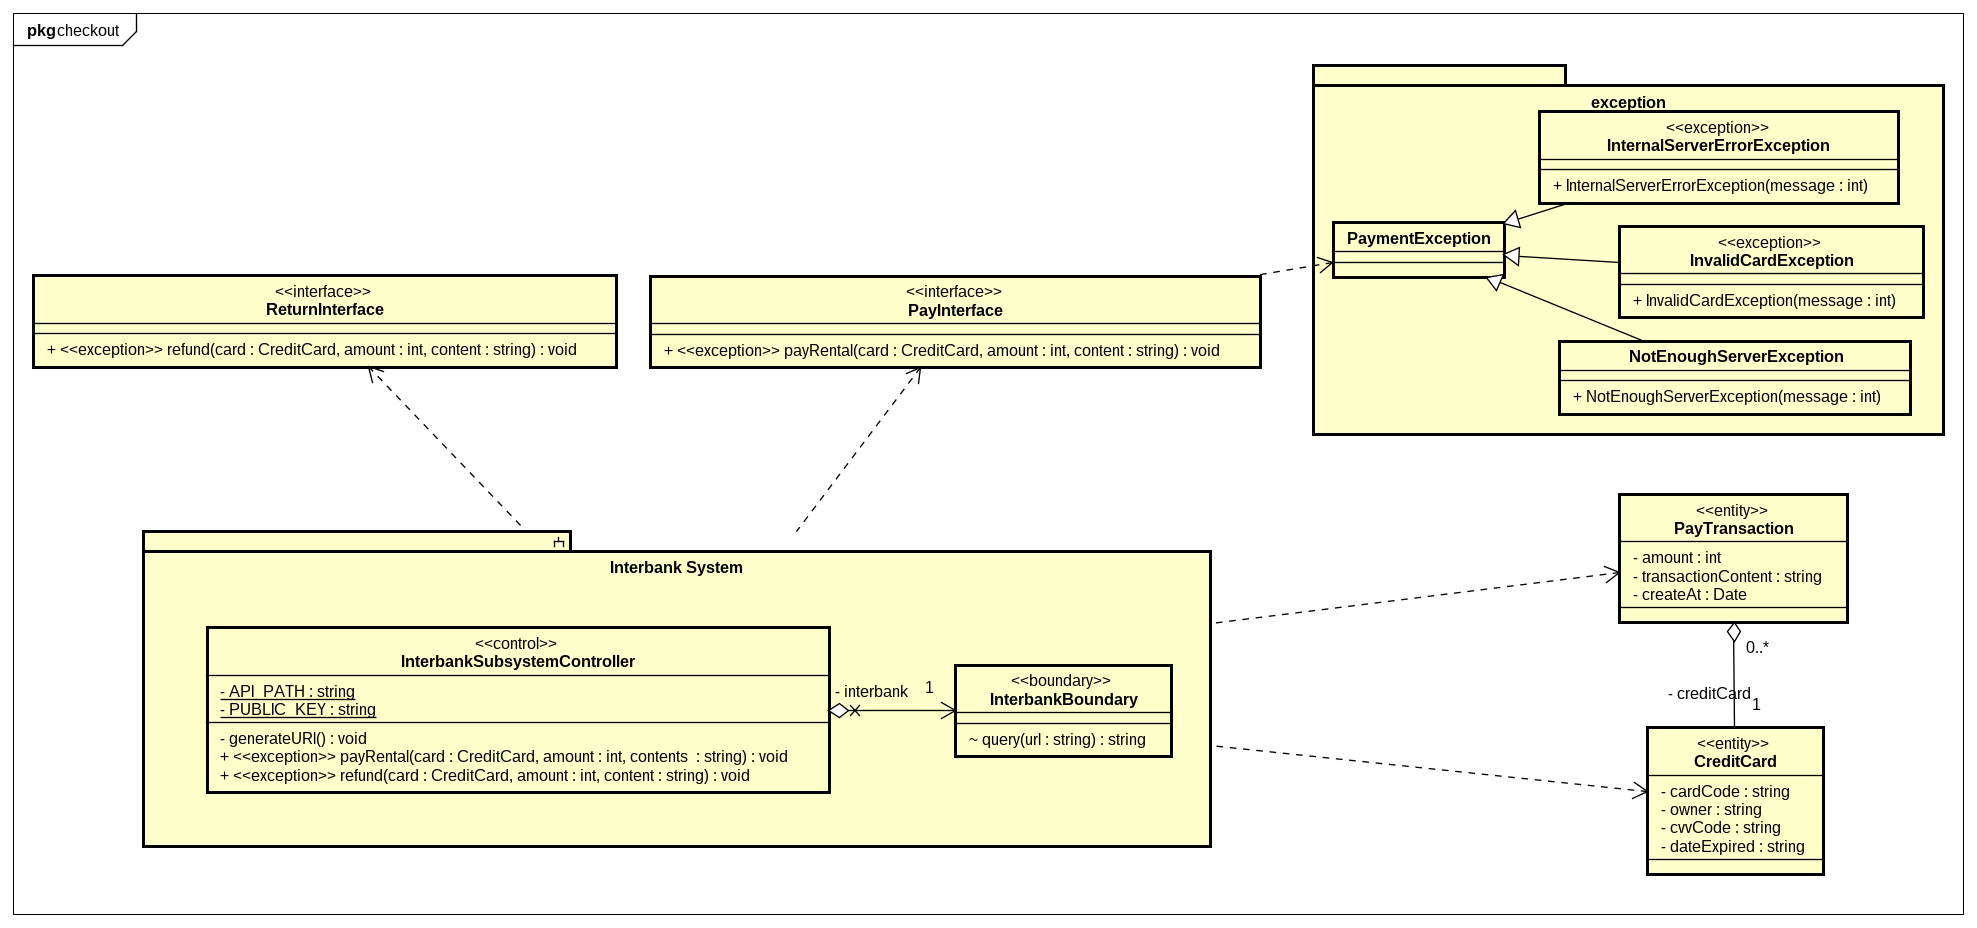 pkg checkout
exception
<<exception>>
InternalServerErrorException
+ InternalServerErrorException(message : int)
PaymentException
<<exception>>
InvalidCardException
+ InvalidCardException(message : int)
NotEnoughServerException
+ NotEnoughServerException(message : int)
<<interface>>
ReturnInterface
+ <<exception>> refund(card : CreditCard, amount : int, content : string) : void
<<interface>>
PayInterface
+ <<exception>> payRental(card : CreditCard, amount : int, content : string) : void
Interbank System
<<control>>
InterbankSubsystemController
- API_PATH : string
- PUBLIC_KEY : string
- generateURl() : void
+ <<exception>> payRental(card : CreditCard, amount : int, contents  : string) : void
+ <<exception>> refund(card : CreditCard, amount : int, content : string) : void
- interbank
1
<<boundary>>
InterbankBoundary
~ query(url : string) : string
<<entity>>
PayTransaction
- amount : int
- transactionContent : string
- createAt : Date
0..*
- creditCard
1
<<entity>>
CreditCard
- cardCode : string
- owner : string
- cvvCode : string
- dateExpired : string